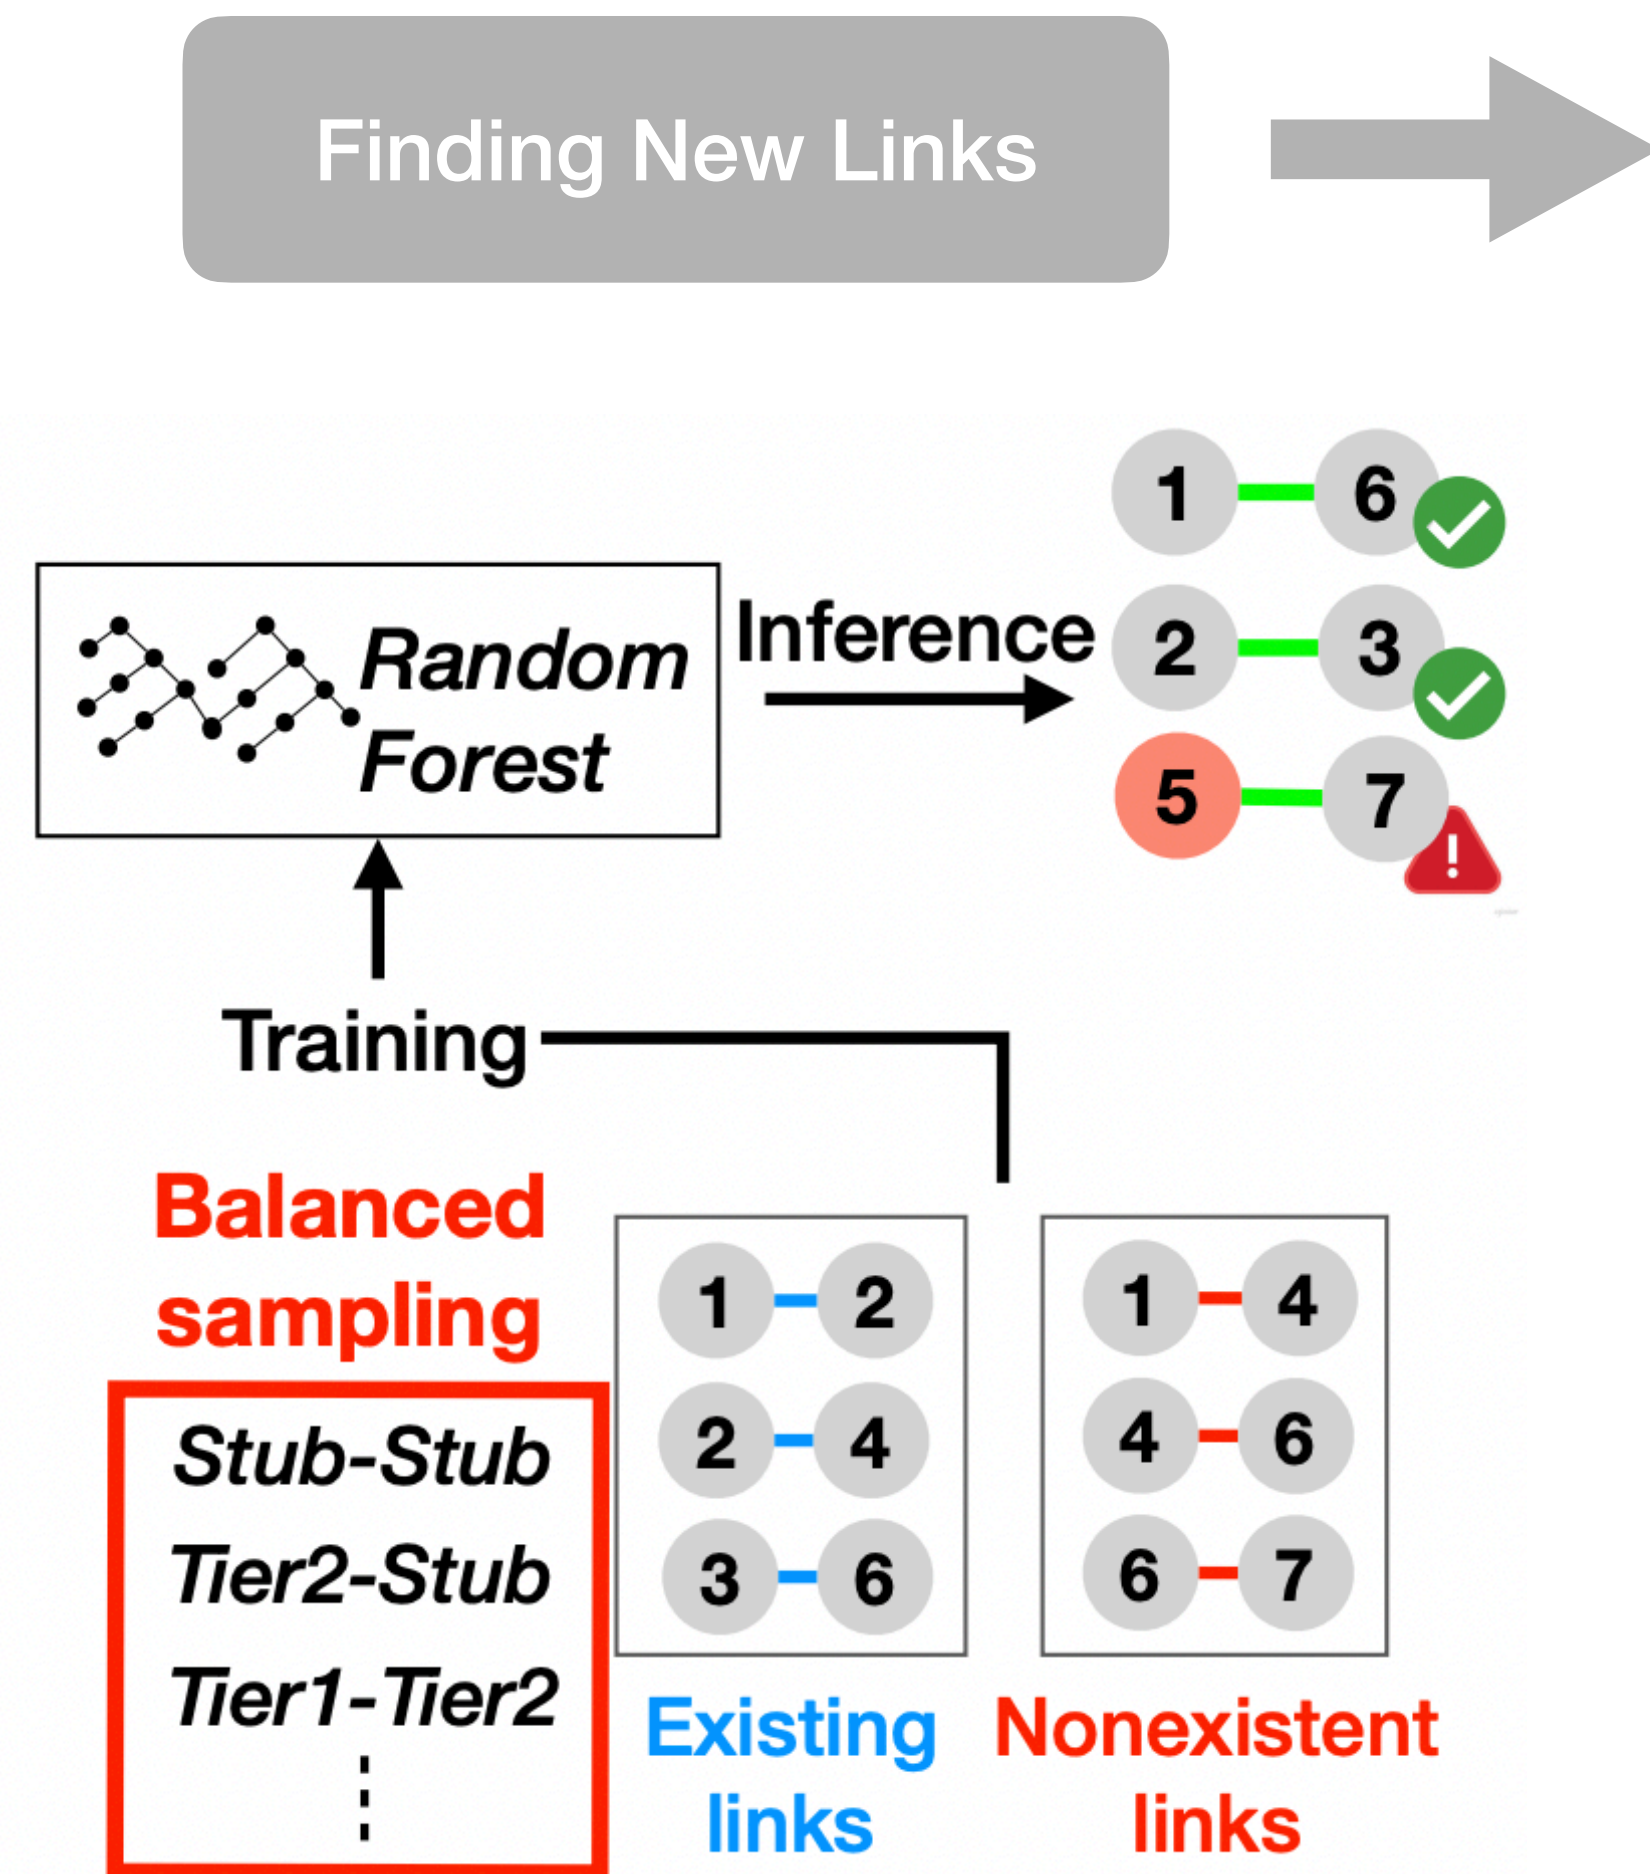 Finding New Links
1 6
2 3
5 7
!
Random
Forest
Inference
Training
Balanced
sampling
Stub-Stub
Tier2-Stub
Tier1-Tier2
1 2
2 4
3 6
Existing
links
1 4
4 6
6 7
Nonexistent
links